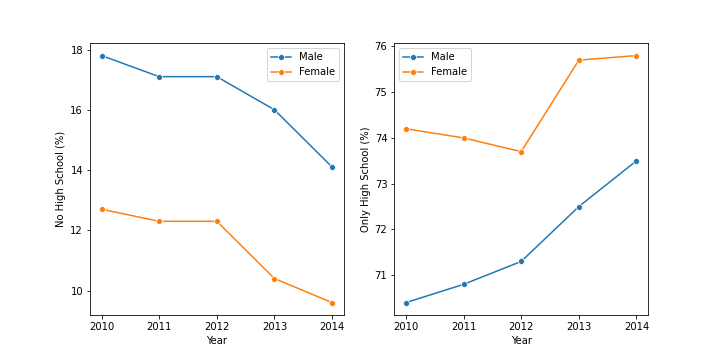 No High School (%)
18
16
14
12
10
Male
Female
2010 2011 2012 2013 2014
Year
Only High School (%)
76
75
74
73
72
71
Male
Female
2010 2011 2012 2013 2014
Year